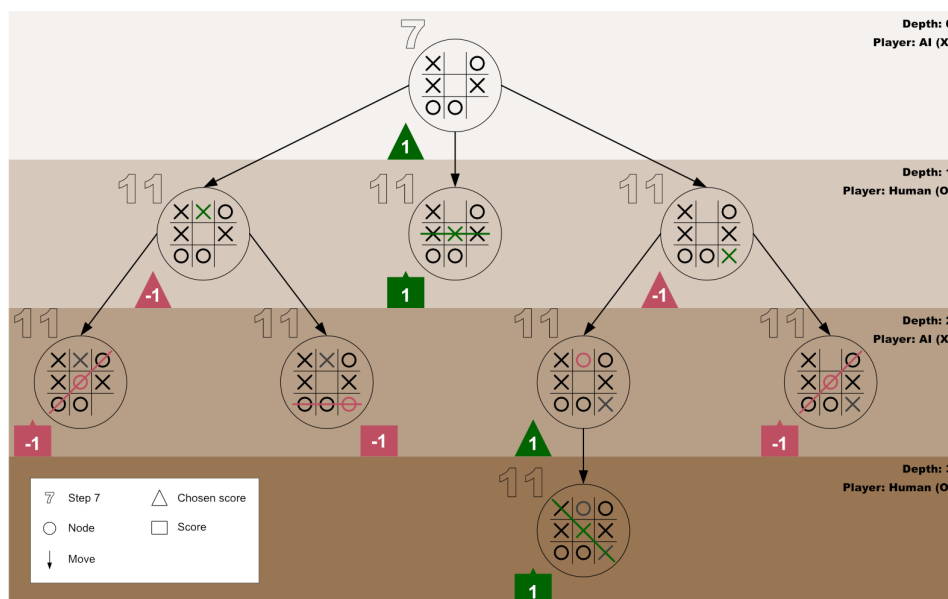 7
Depth: 0
Player: AI (X
1
11
11
11
Depth: 1
Player: Human (O
-1
1
-1
11
11
11
11
Depth: 2
Player: AI (X
-1
-1
1
-1
11
Depth: 3
Player: Human (O
1
7 Step 7
Chosen score
Node
Score
Move